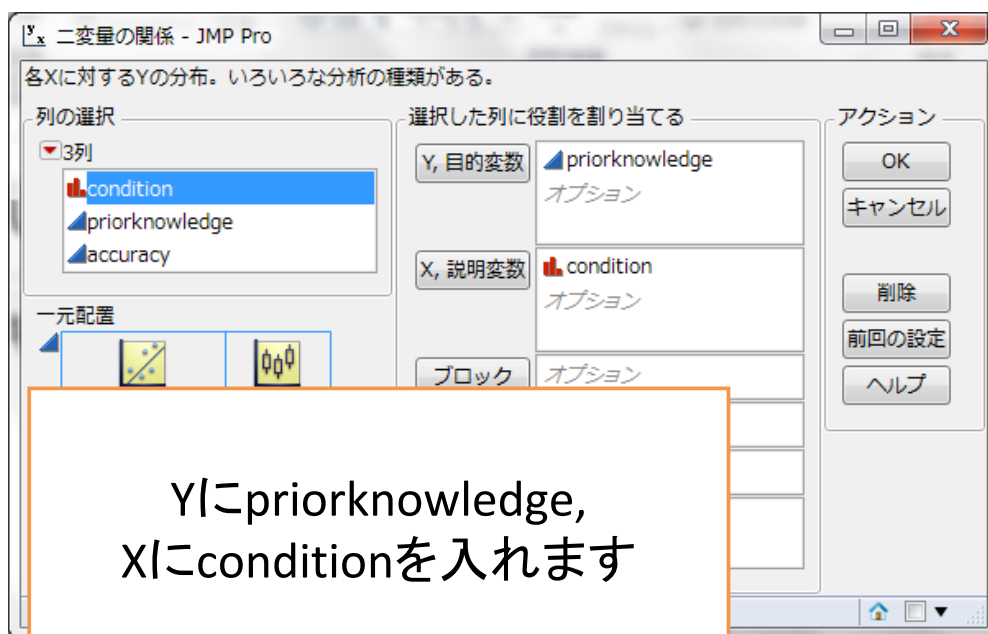 二変量の関係 - JMP Pro
各Xに対するYの分布。いろいろな分析の種類がある。
列の選択
3列
condition
priorknowledge
accuracy
一元配置
選択した列に役割を割り当てる
Y, 目的変数
priorknowledge
オプション
X, 説明変数
condition
オプション
ブロック
オプション
アクション
OK
キャンセル
削除
前回の設定
ヘルプ
Yにpriorknowledge,
Xにconditionを入れます